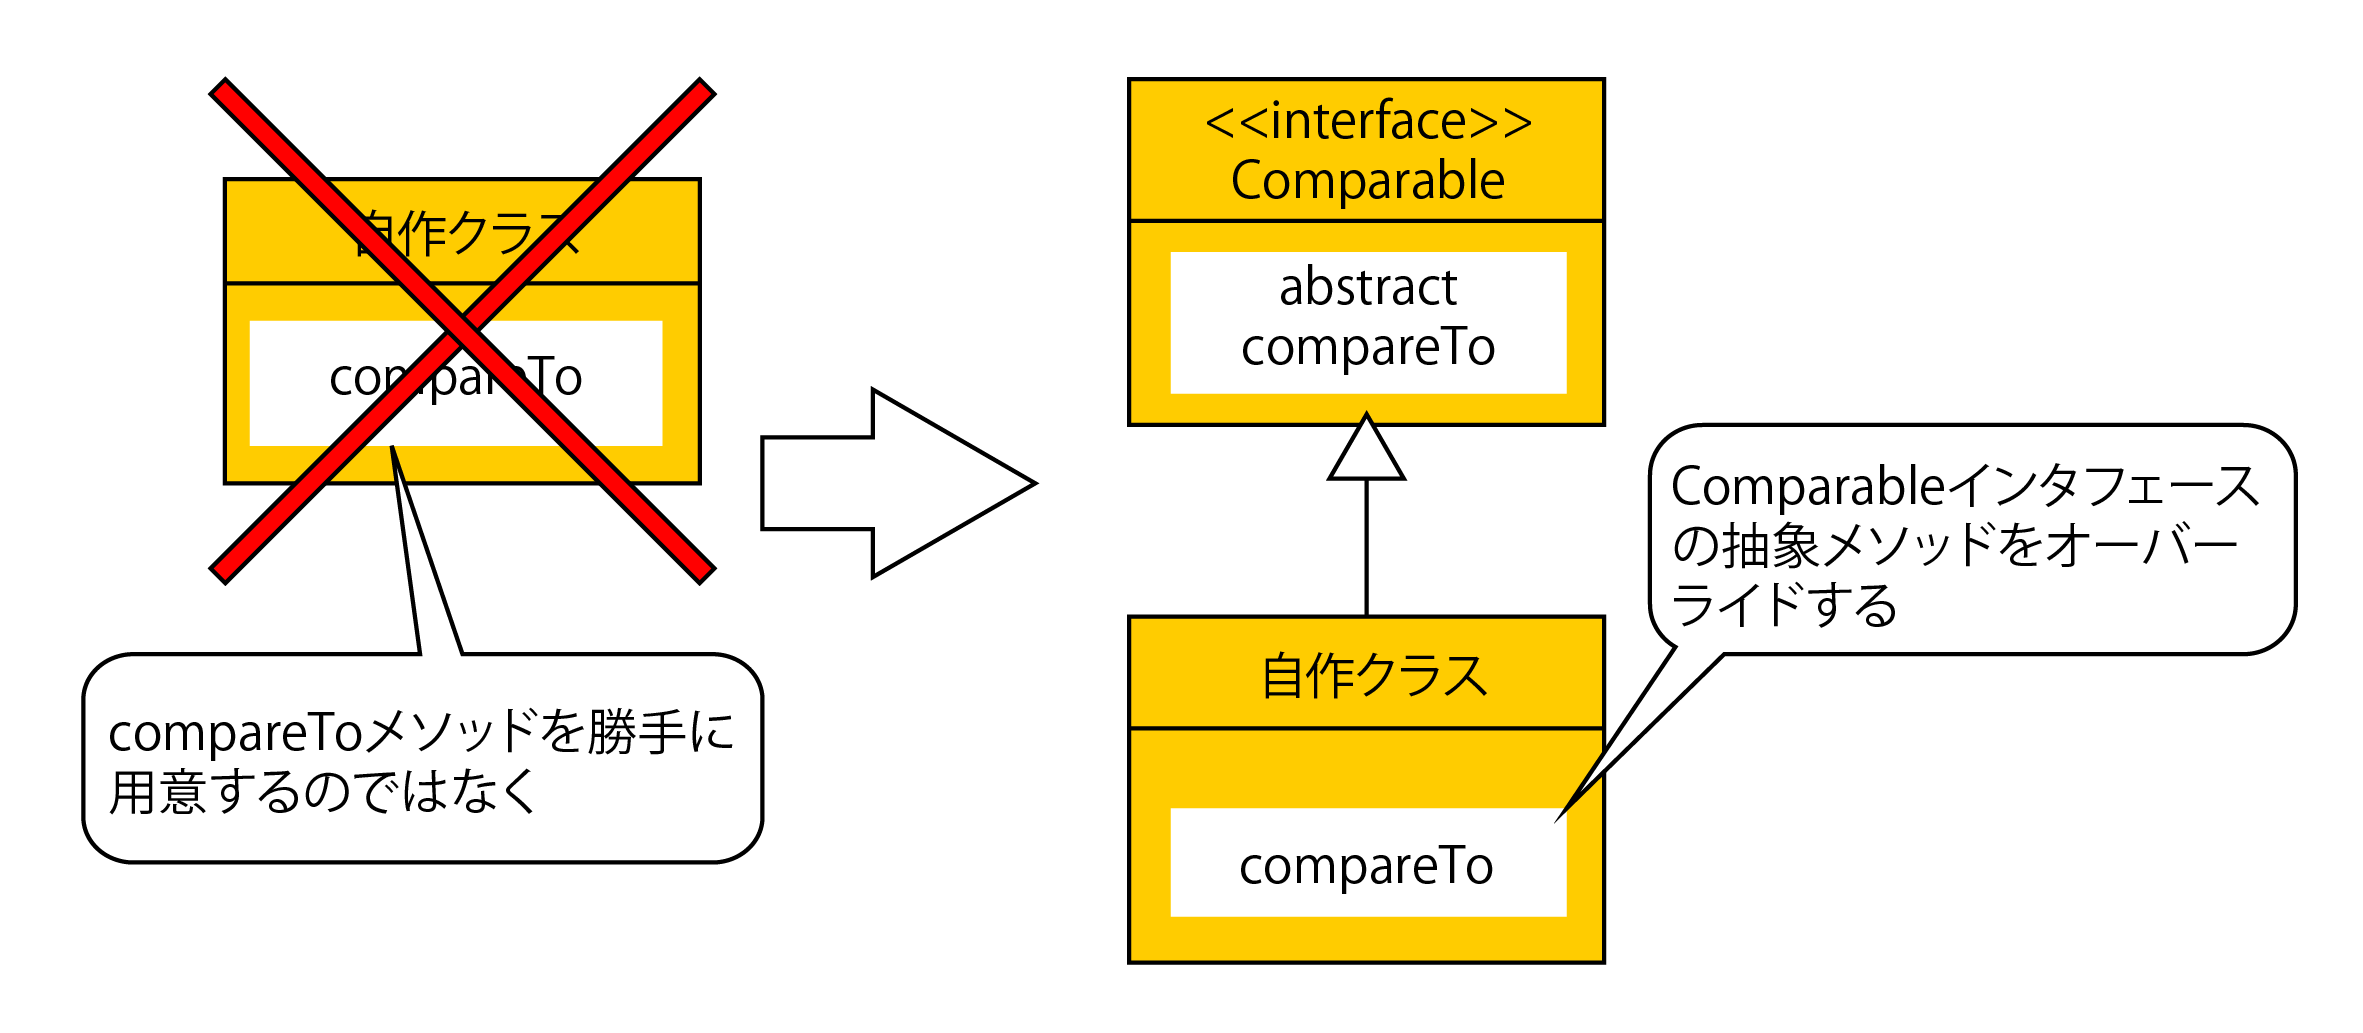 自作クラス
compareTo
compareToメソッドを勝手に
用意するのではなく
<<interface>>
Comparable
abstract
compareTo
Comparableインタフェース
の抽象メソッドをオーバー
ライドする
自作クラス
compareTo